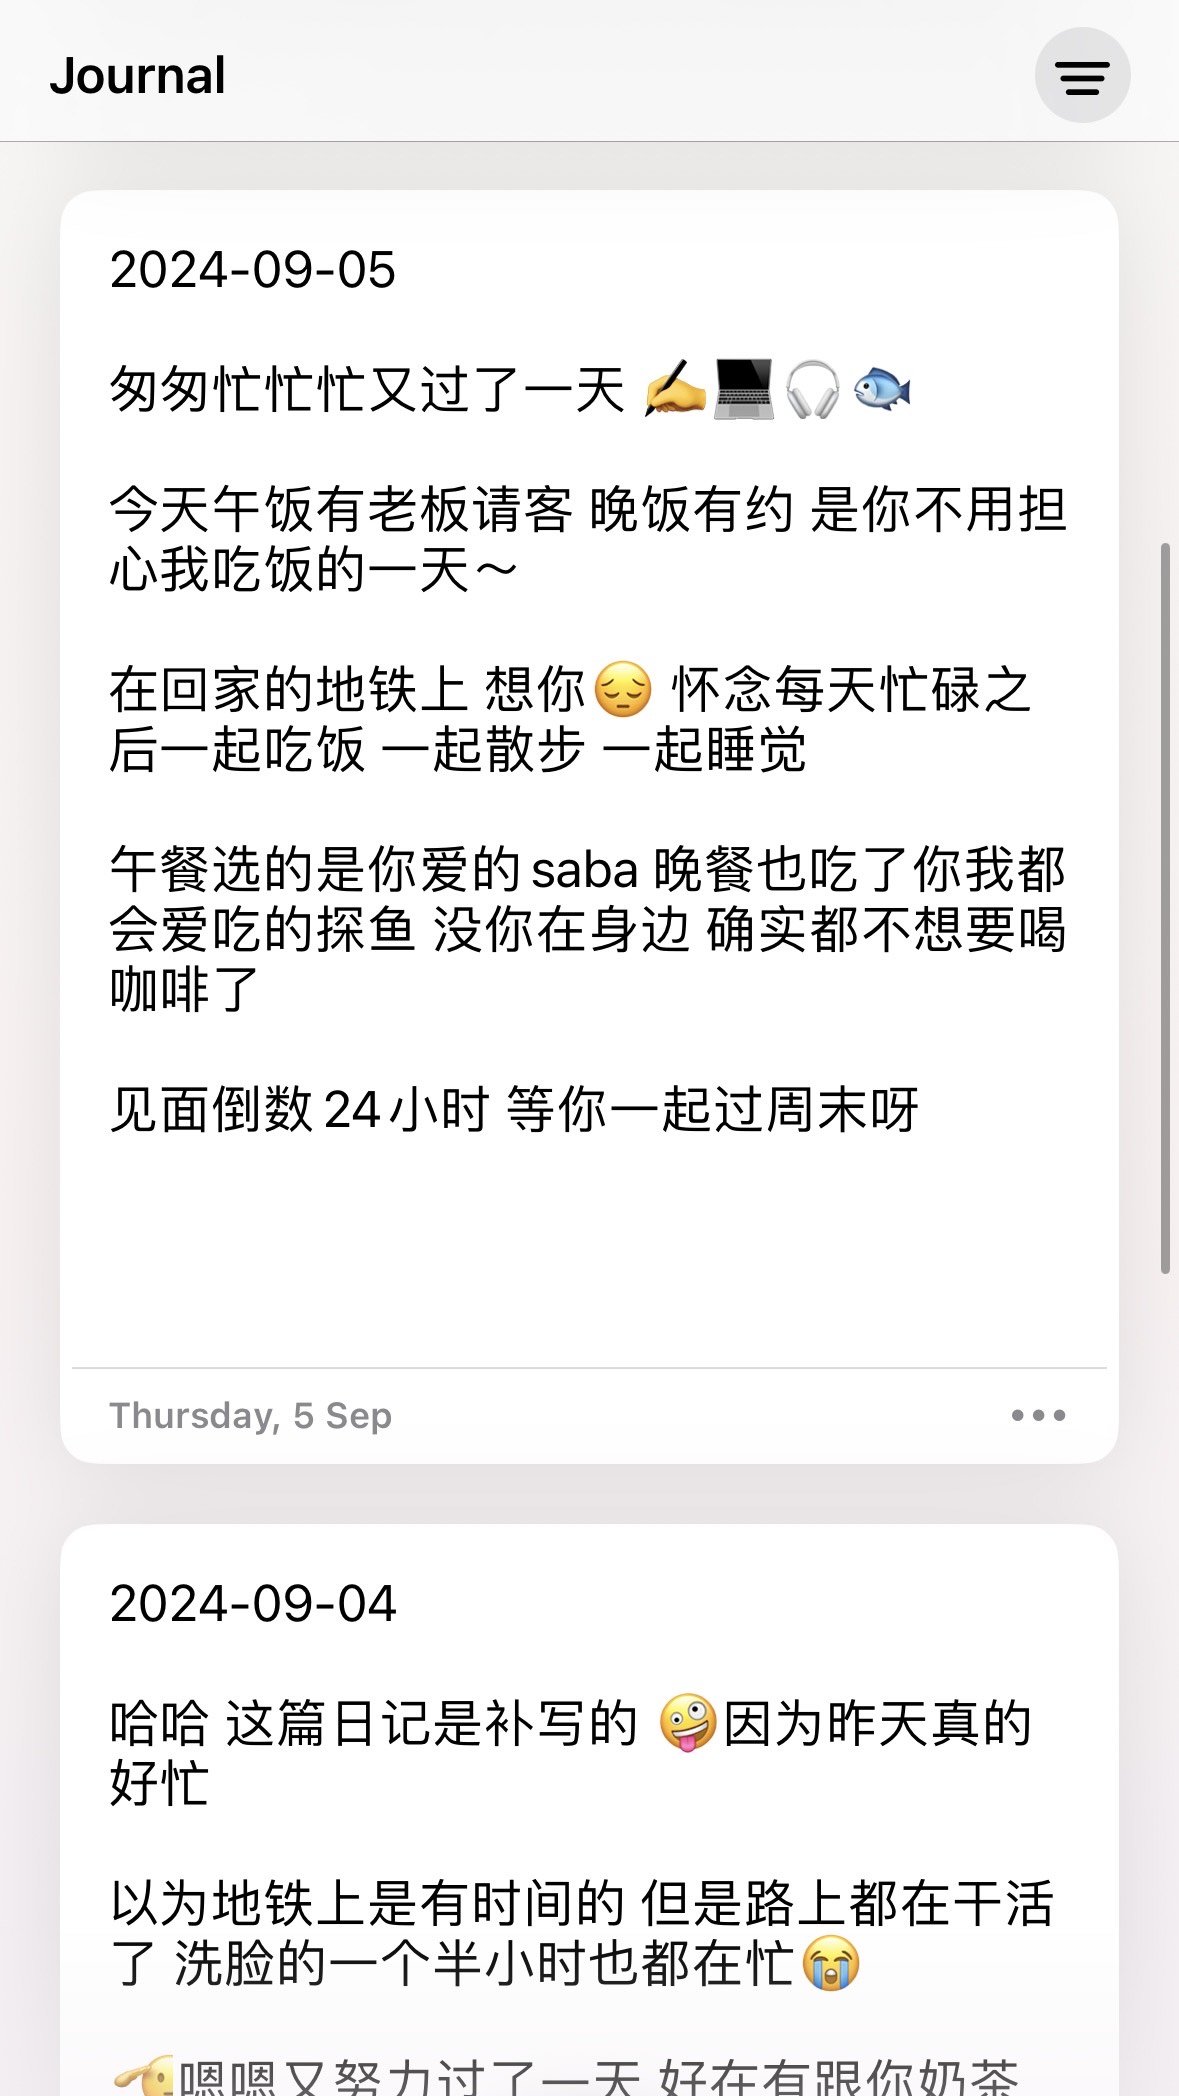 Journal
2024-09-05
匆匆忙忙忙又过了一天 ✍️💻🎧🐟
今天午饭有老板请客 晚饭有约 是你不用担
心我吃饭的一天～
在回家的地铁上 想你😔 怀念每天忙碌之
后一起吃饭 一起散步 一起睡觉
午餐选的是你爱的saba 晚餐也吃了你我都
会爱吃的探鱼 没你在身边 确实都不想要喝
咖啡了
见面倒数24小时 等你一起过周末呀
Thursday, 5 Sep
2024-09-04
哈哈 这篇日记是补写的 🤪因为昨天真的
好忙
以为地铁上是有时间的 但是路上都在干活
了 洗脸的一个半小时也都在忙😭
嗯嗯又努力过了一天 好在有跟你奶茶